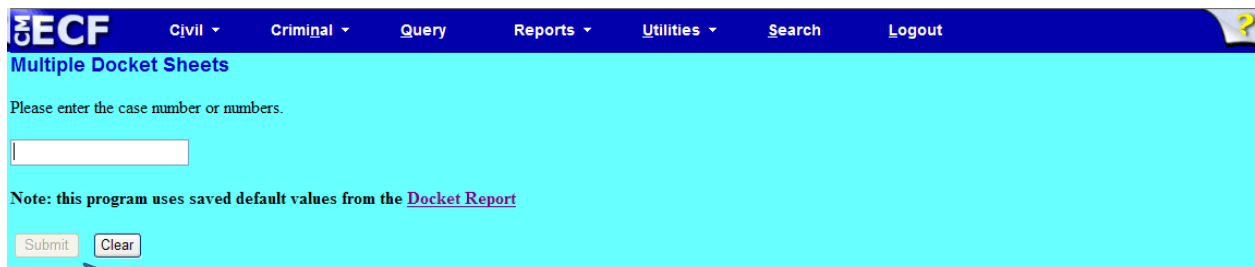 CM ECF Civil Criminal Query Reports Utilities Search Logout ?
Multiple Docket Sheets
Please enter the case number or numbers.
Note: this program uses saved default values from the Docket Report
Submit Clear